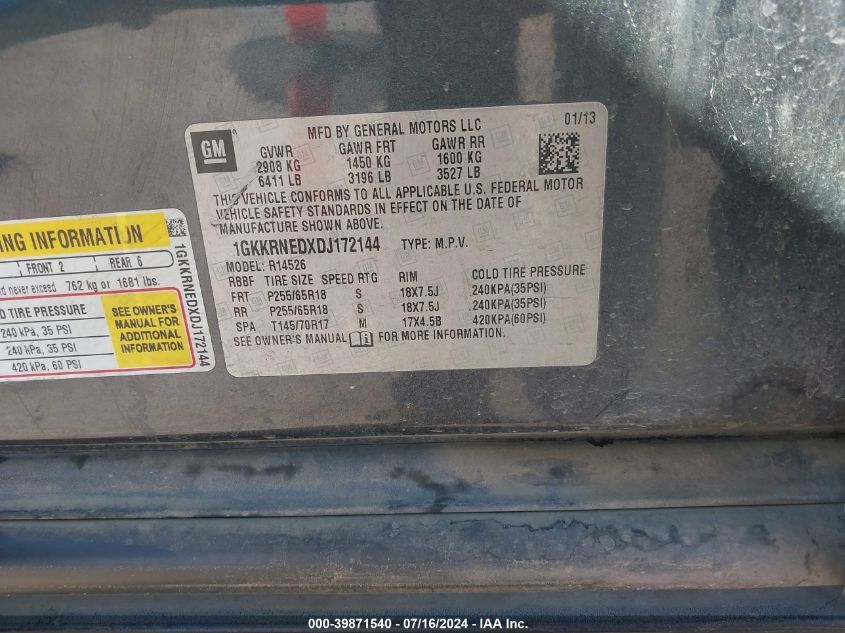 GM
MFD BY GENERAL MOTORS LLC 01/13
GVWR GAWR FRT GAWR RR
2908 KG 1450 KG 1600 KG
6411 LB 3196 LB 3527 LB
THIS VEHICLE CONFORMS TO ALL APPLICABLE U.S. FEDERAL MOTOR
VEHICLE SAFETY STANDARDS IN EFFECT ON THE DATE OF
MANUFACTURE SHOWN ABOVE.
1GKKRNEDXDJ172144 TYPE: M.P.V.
MODEL: R14526
RBBF TIRE SIZE SPEED RTG RIM COLD TIRE PRESSURE
FRT P255/65R18 S 18X7.5J 240KPA(35PSI)
RR P255/65R18 S 18X7.5J 240KPA(35PSI)
SPA T145/70R17 M 17X4.5B 420KPA(60PSI)
SEE OWNER'S MANUAL FOR MORE INFORMATION.
INFORMATION
FRONT 2 REAR 6
never exceed 762 kg or 1681 lbs.
TIRE PRESSURE
240 kPa, 35 PSI
240 kPa, 35 PSI
420 kPa, 60 PSI
SEE OWNER'S
MANUAL FOR
ADDITIONAL
INFORMATION
1GKKRNEDXDJ172144
000-39871540 - 07/16/2024 - IAA Inc.